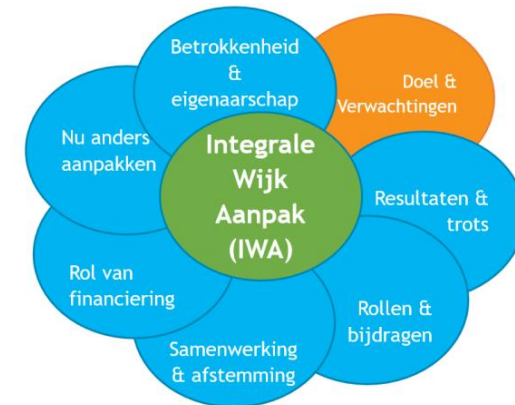 Betrokkenheid
&
eigenaarschap
Doel &
Verwachtingen
Nu anders
aanpakken
Integrale
Wijk
Aanpak
(IWA)
Resultaten &
trots
Rol van
financiering
Rollen &
bijdragen
Samenwerking
& afstemming